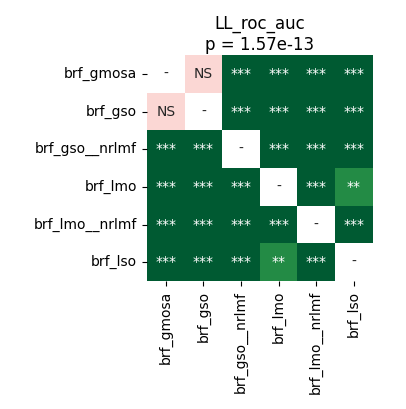 LL_roc_auc
p = 1.57e-13
brf_gmosa - NS *** *** *** ***
brf_gso NS - *** *** *** ***
brf_gso__nrlmf *** *** - *** *** ***
brf_lmo *** *** *** - *** **
brf_lmo__nrlmf *** *** *** *** - ***
brf_lso *** *** *** ** *** -
brf_gmosa
brf_gso
brf_gso__nrlmf
brf_lmo
brf_lmo__nrlmf
brf_lso